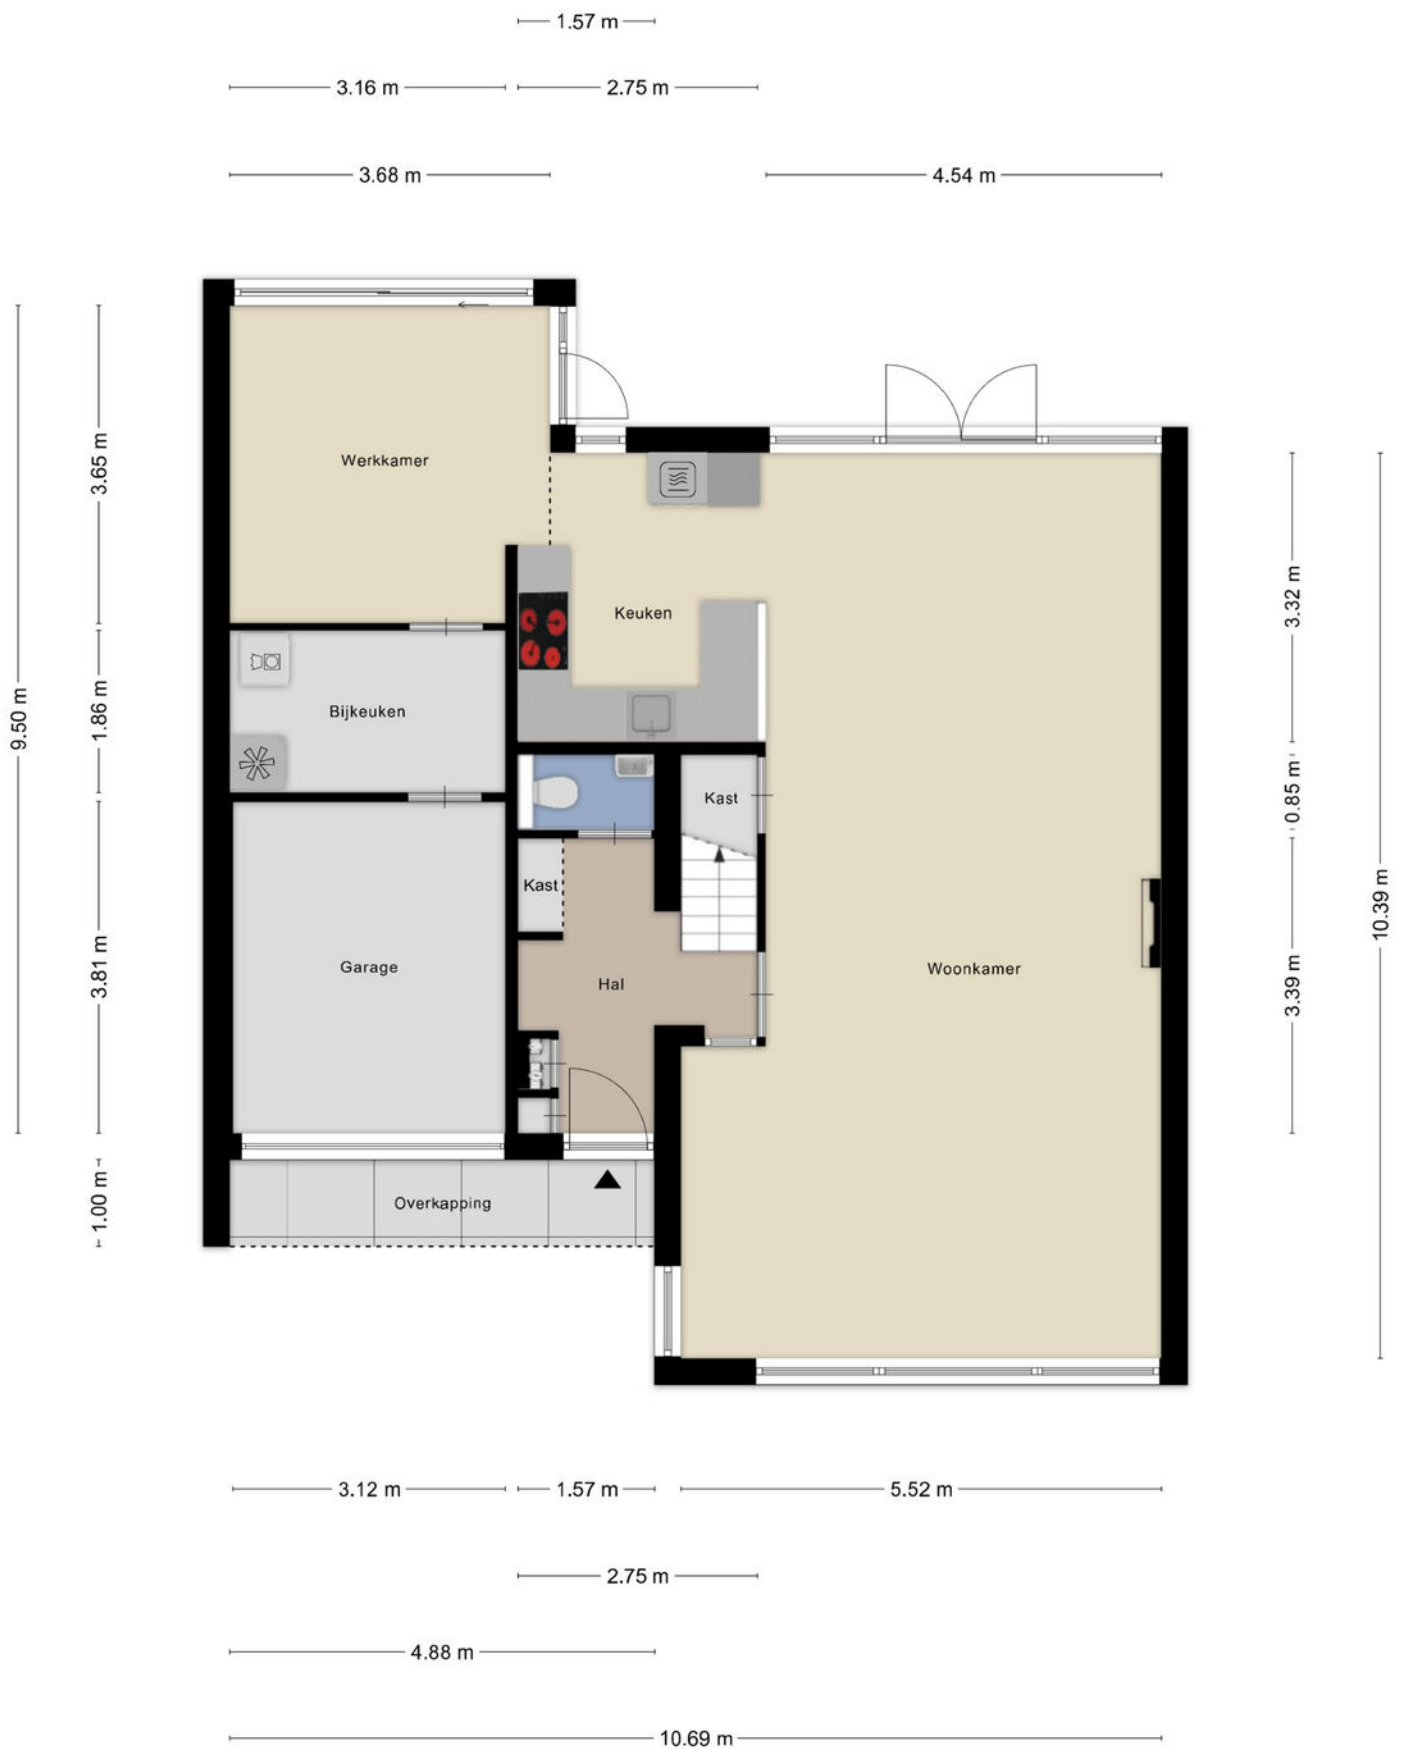 1.57 m
3.16 m
2.75 m
3.68 m
4.54 m
Werkkamer
3.65 m
Keuken
3.32 m
9.50 m
1.86 m
Bijkeuken
Kast
0.85 m
Kast
10.39 m
3.81 m
Garage
Hal
Woonkamer
3.39 m
1.00 m
Overkapping
3.12 m
1.57 m
5.52 m
2.75 m
4.88 m
10.69 m